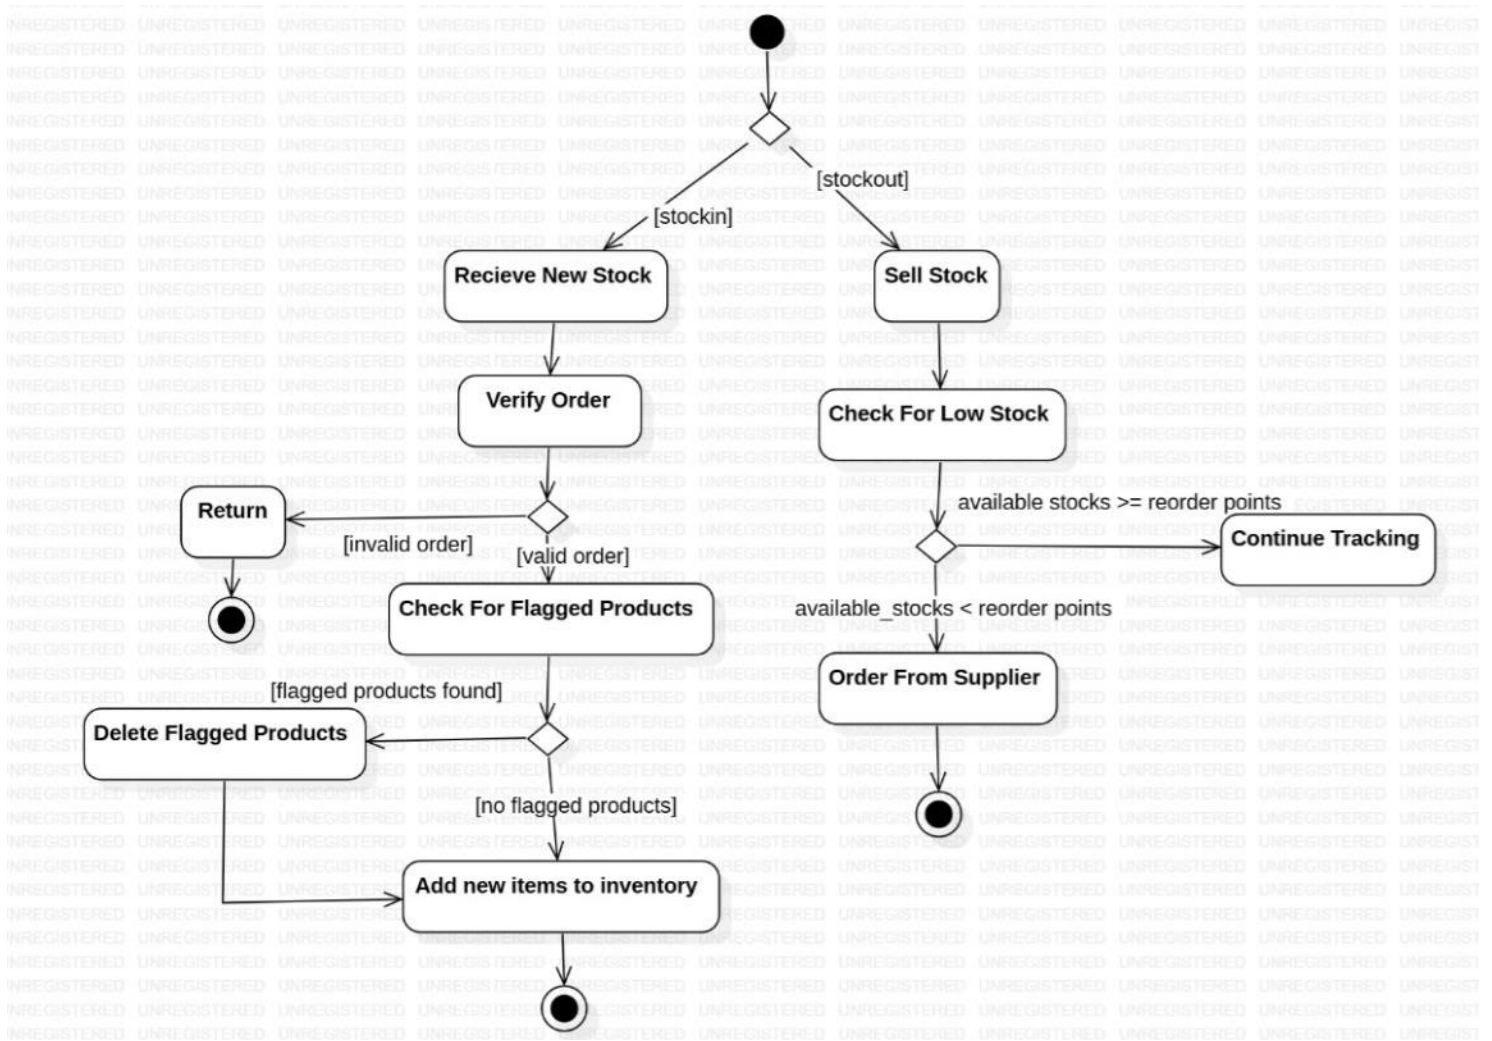 [stockout]
[stockin]
Recieve New Stock
Sell Stock
Verify Order
Check For Low Stock
Return
available stocks >= reorder points
[invalid order]
[valid order]
Continue Tracking
Check For Flagged Products
available_stocks < reorder points
Order From Supplier
[flagged products found]
Delete Flagged Products
[no flagged products]
Add new items to inventory
UNREGISTERED